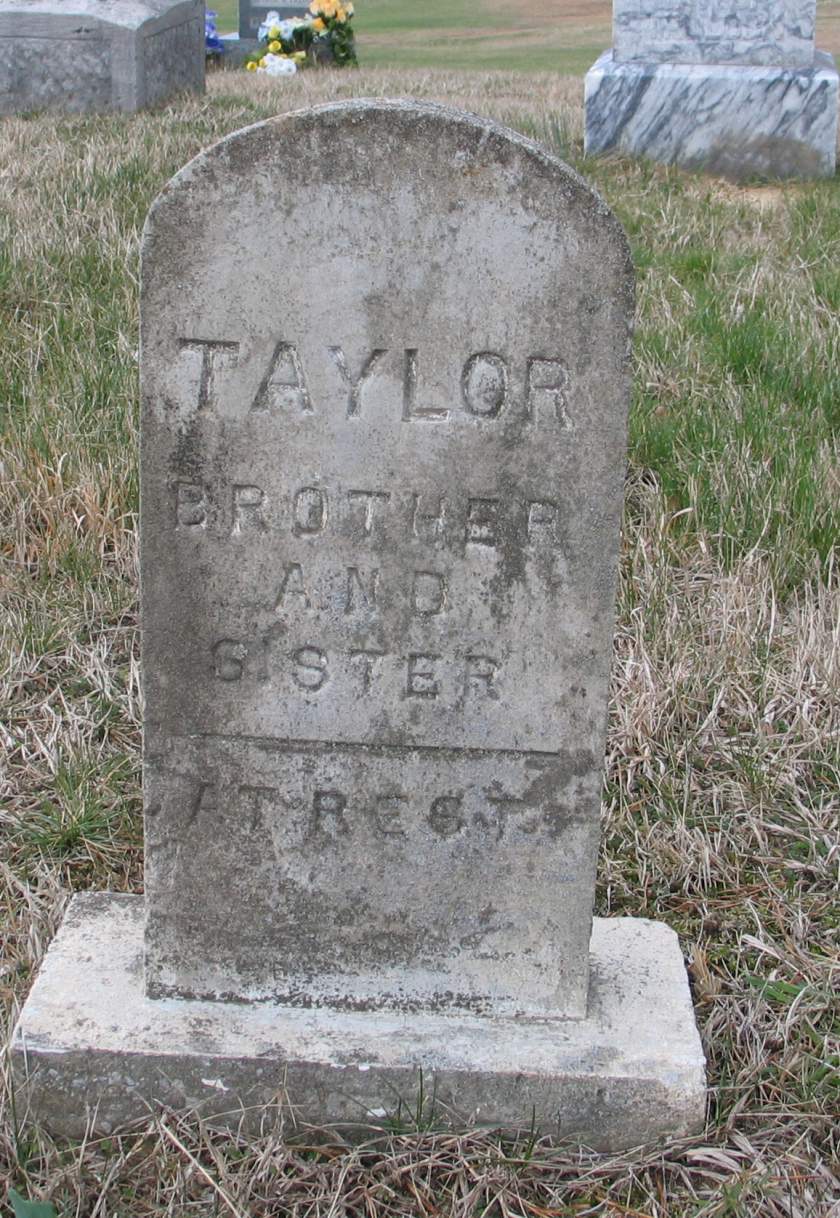 TAYLOR
BROTHER
AND
SISTER
AT REST